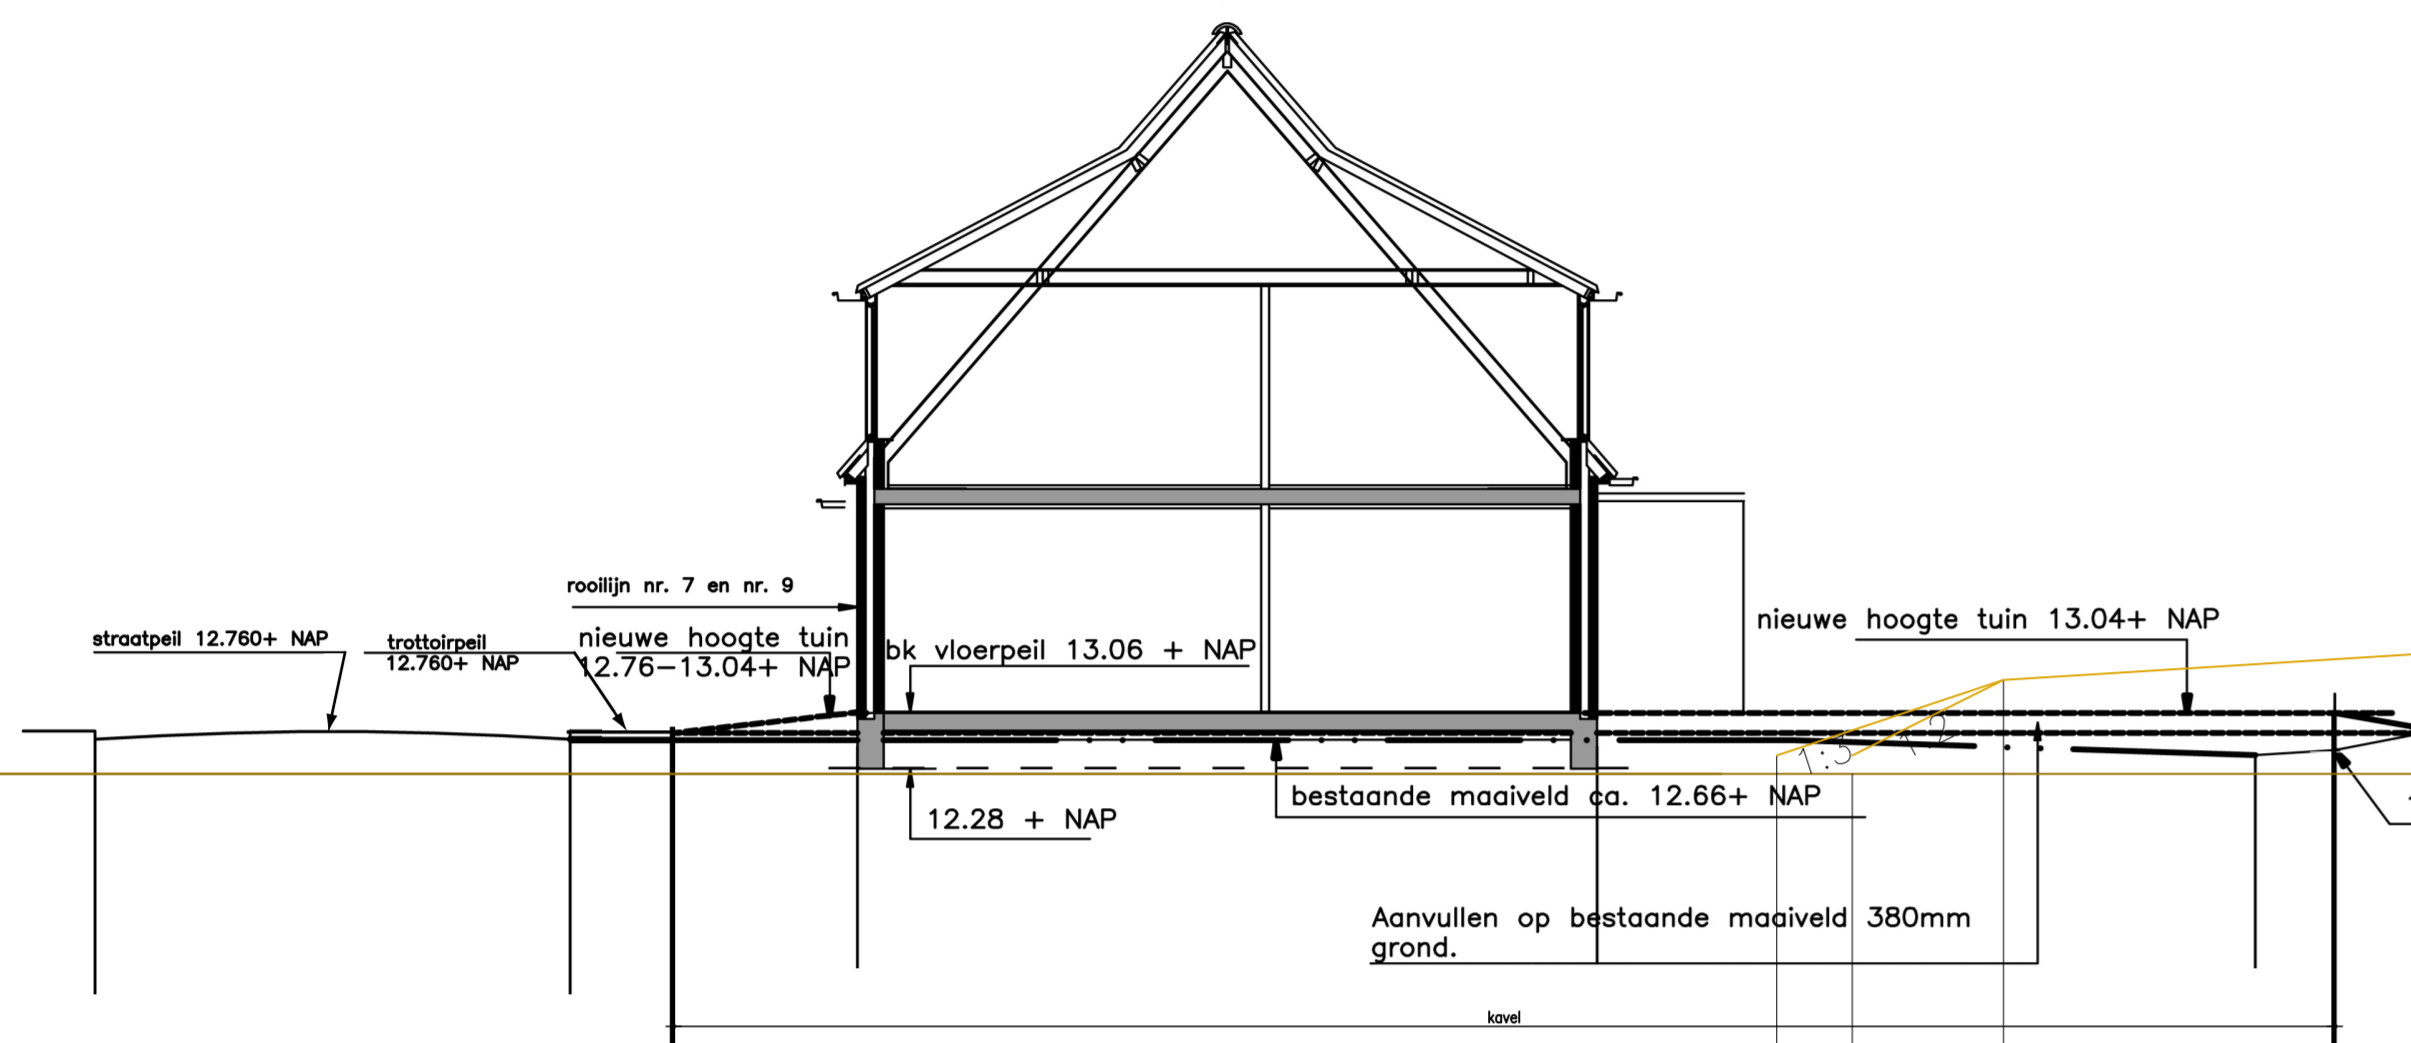 rooilijn nr. 7 en nr. 9
straatpeil 12.760+ NAP
trottoirpeil
12.760+ NAP
nieuwe hoogte tuin
12.76-13.04+ NAP
bk vloerpeil 13.06 + NAP
nieuwe hoogte tuin 13.04+ NAP
1:3
1:2
bestaande maaiveld ca. 12.66+ NAP
12.28 + NAP
Aanvullen op bestaande maaiveld 380mm
grond.
kavel